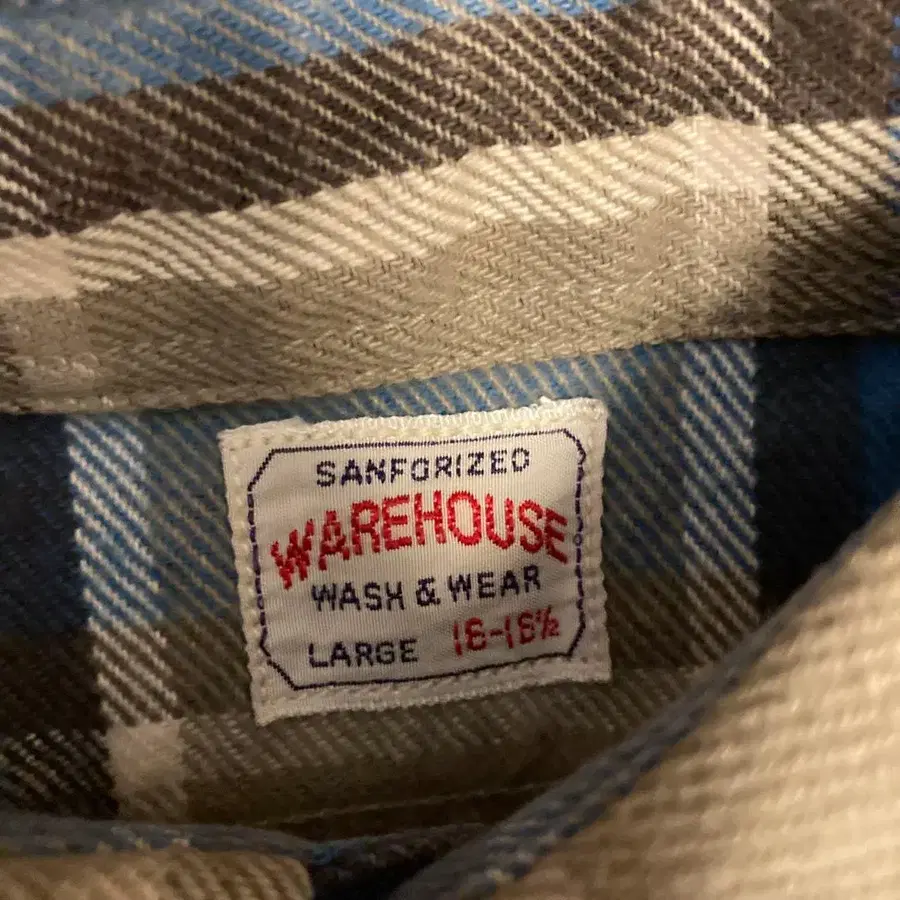 SANFORIZED
WAREHOUSE
WASH & WEAR
LARGE 16-16½